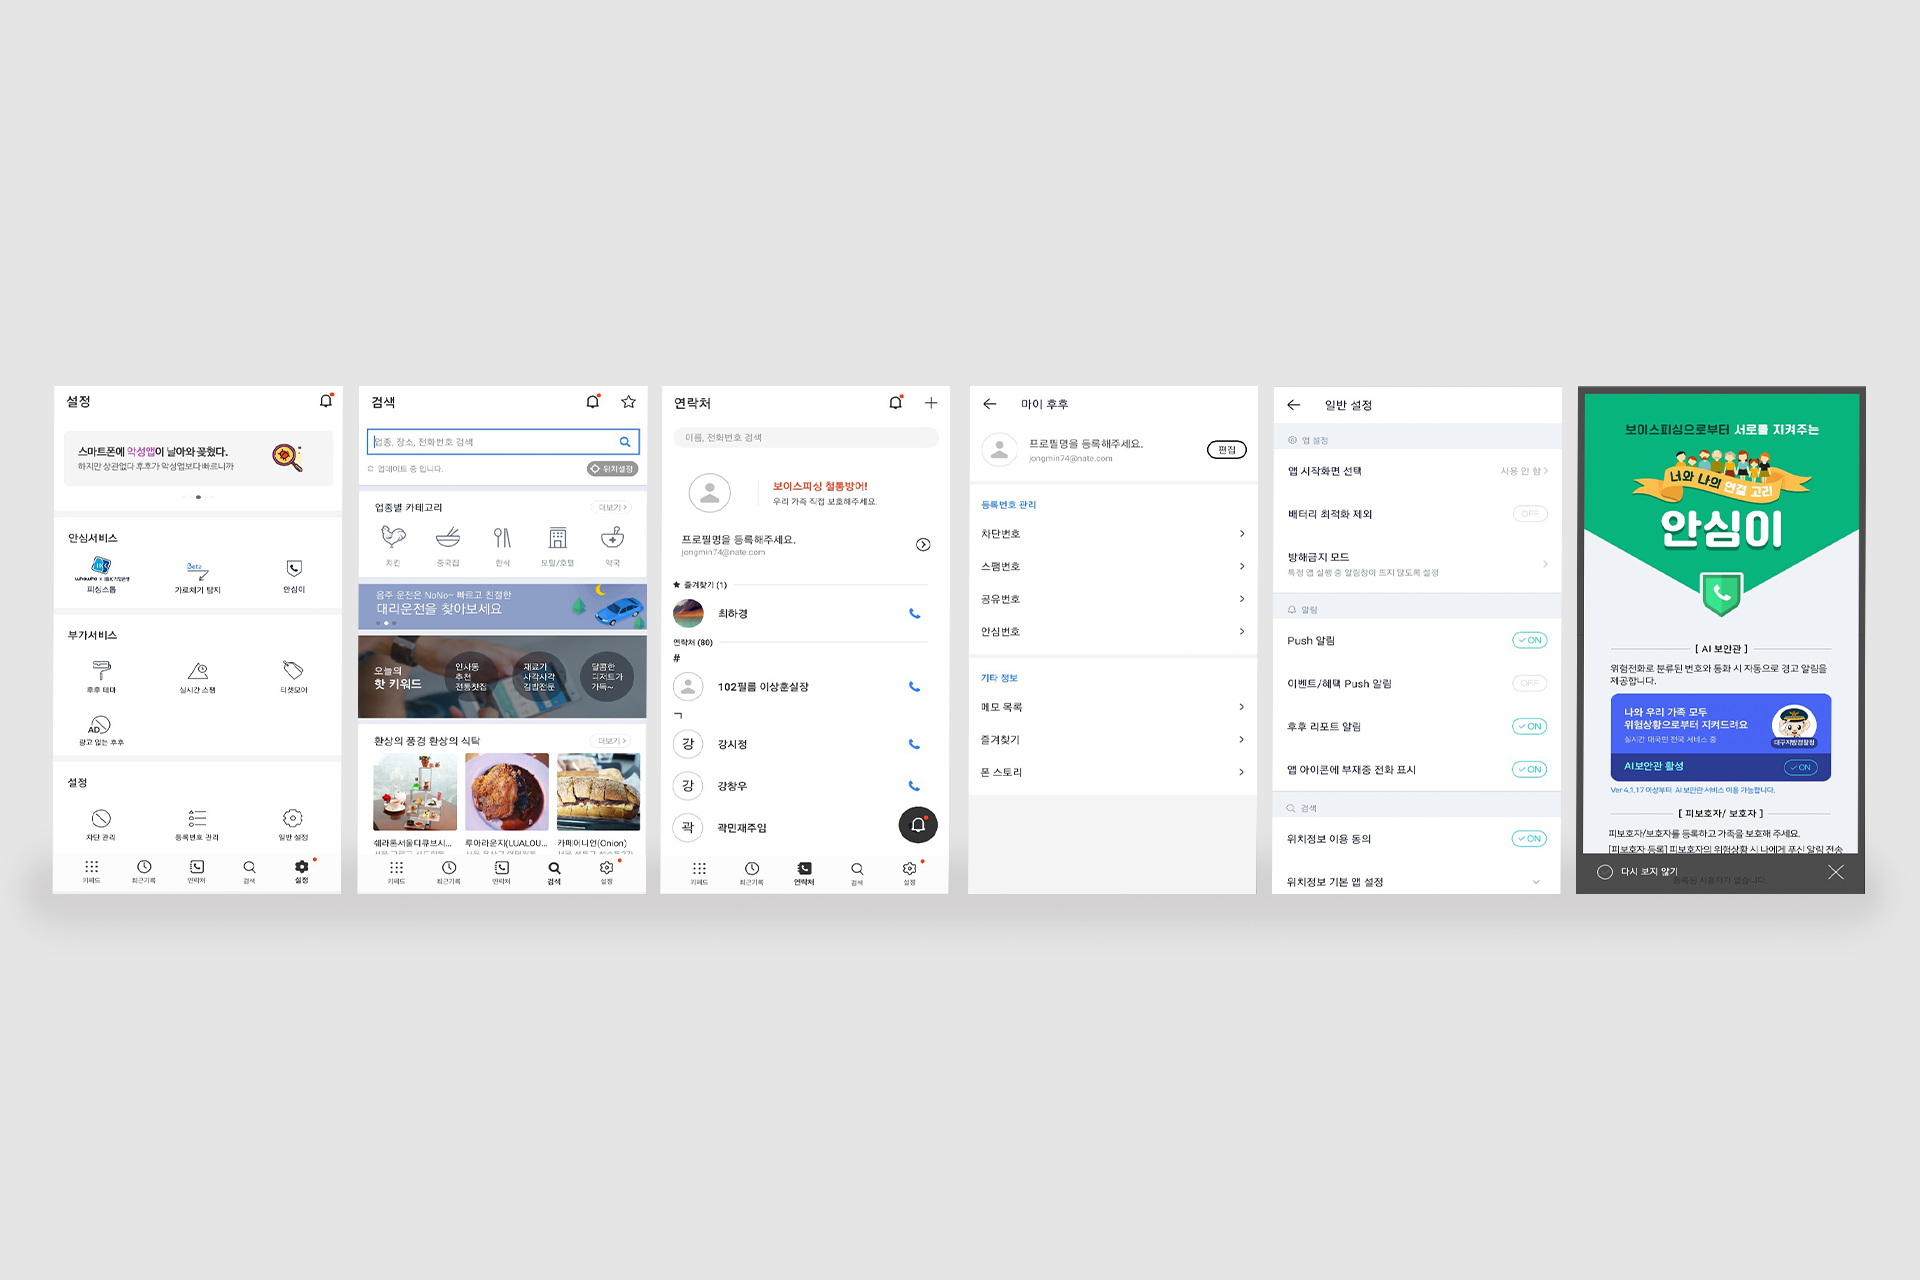 설정
스마트폰에 악성앱이 날아와 꽂혔다.
하지만 상관없다 후후가 악성앱보다 빠르니까
안심서비스
whowho x IBK기업은행
피싱스톱
Beta
가로채기 탐지
안심이
부가서비스
후후 테마
실시간 스팸
티켓모아
AD
광고 없는 후후
설정
차단 관리
등록번호 관리
일반 설정
키패드
최근기록
연락처
검색
설정
검색
업종, 장소, 전화번호 검색
업데이트 중 입니다.
위치설정
업종별 카테고리
더보기 >
치킨
중국집
한식
모텔/호텔
약국
음주 운전은 NoNo~ 빠르고 친절한
대리운전을 찾아보세요
오늘의
핫 키워드
인사동
추천
전통찻집
재료가
사각사각
김밥전문
달콤한
디저트가
가득~
환상의 풍경 환상의 식탁
더보기 >
쉐라톤서울디큐브시...
루아라운지(LUALOU...
카페어니언(Onion)
키패드
최근기록
연락처
검색
설정
연락처
이름, 전화번호 검색
보이스피싱 철통방어!
우리 가족 직접 보호해주세요.
프로필명을 등록해주세요.
jongmin74@nate.com
★ 즐겨찾기 (1)
최하경
연락처 (80)
#
102필름 이상훈실장
ㄱ
강
강시정
강
강창우
곽
곽민재주임
키패드
최근기록
연락처
검색
설정
마이 후후
프로필명을 등록해주세요.
jongmin74@nate.com
편집
등록번호 관리
차단번호
스팸번호
공유번호
안심번호
기타 정보
메모 목록
즐겨찾기
폰 스토리
일반 설정
앱 설정
앱 시작화면 선택
사용 안 함 >
배터리 최적화 제외
OFF
방해금지 모드
특정 앱 실행 중 알림창이 뜨지 않도록 설정
알림
Push 알림
ON
이벤트/혜택 Push 알림
OFF
후후 리포트 알림
ON
앱 아이콘에 부재중 전화 표시
ON
검색
위치정보 이용 동의
ON
위치정보 기본 앱 설정
보이스피싱으로부터 서로를 지켜주는
너와 나의 연결 고리
안심이
[ AI 보안관 ]
위험전화로 분류된 번호와 통화 시 자동으로 경고 알림을
제공합니다.
나와 우리 가족 모두
위험상황으로부터 지켜드려요
실시간 대국민 전국 서비스 중
대구지방경찰청
AI보안관 활성
ON
Ver 4.1.17 이상부터 AI 보안관 서비스 이용 가능합니다.
[ 피보호자/ 보호자 ]
피보호자/보호자를 등록하고 가족을 보호해 주세요.
[피보호자 등록] 피보호자의 위험상황 시 나에게 푸신 알림 전송
다시 보지 않기
등록된 사용자가 없습니다.